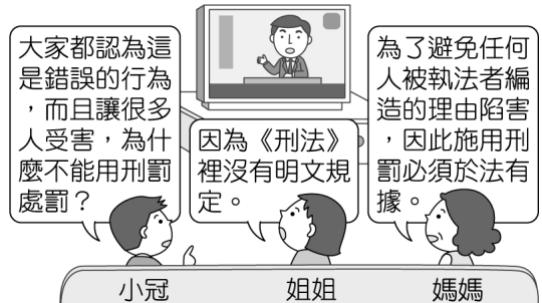 大家都認為這
是錯誤的行為
，而且讓很多
人受害，為什
麼不能用刑罰
處罰？
因為《刑法》
裡沒有明文規
定。
為了避免任何
人被執法者編
造的理由陷害
，因此施用刑
罰必須於法有
據。
小冠
姐姐
媽媽